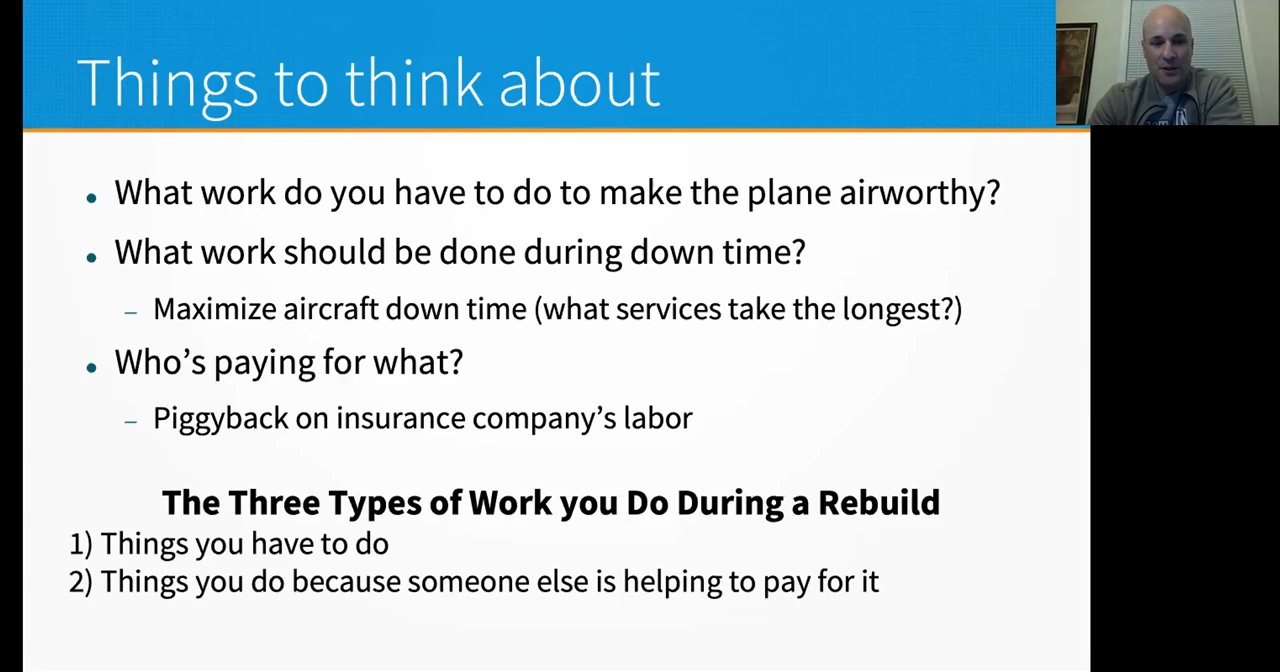 Things to think about
What work do you have to do to make the plane airworthy?
What work should be done during down time?
– Maximize aircraft down time (what services take the longest?)
Who’s paying for what?
– Piggyback on insurance company’s labor
The Three Types of Work you Do During a Rebuild
1) Things you have to do
2) Things you do because someone else is helping to pay for it